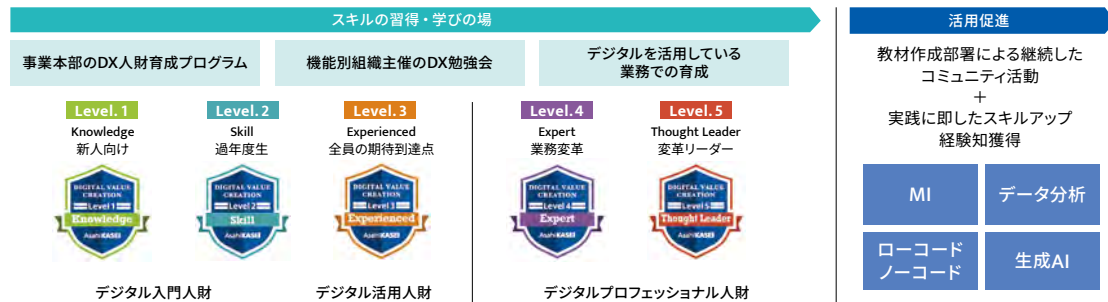 スキルの習得・学びの場
事業本部のDX人財育成プログラム
機能別組織主催のDX勉強会
デジタルを活用している
業務での育成
Level.1
Knowledge
新人向け
DIGITAL VALUE
CREATION
Level 1
Knowledge
AsahiKASEI
Level.2
Skill
過年度生
DIGITAL VALUE
CREATION
Level 2
Skill
AsahiKASEI
Level.3
Experienced
全員の期待到達点
DIGITAL VALUE
CREATION
Level 3
Experienced
AsahiKASEI
Level.4
Expert
業務変革
DIGITAL VALUE
CREATION
Level 4
Expert
AsahiKASEI
Level.5
Thought Leader
変革リーダー
DIGITAL VALUE
CREATION
Level 5
Thought Leader
AsahiKASEI
デジタル入門人財
デジタル活用人財
デジタルプロフェッショナル人財
活用促進
教材作成部署による継続した
コミュニティ活動
+
実践に即したスキルアップ
経験知獲得
MI
データ分析
ローコード
ノーコード
生成AI